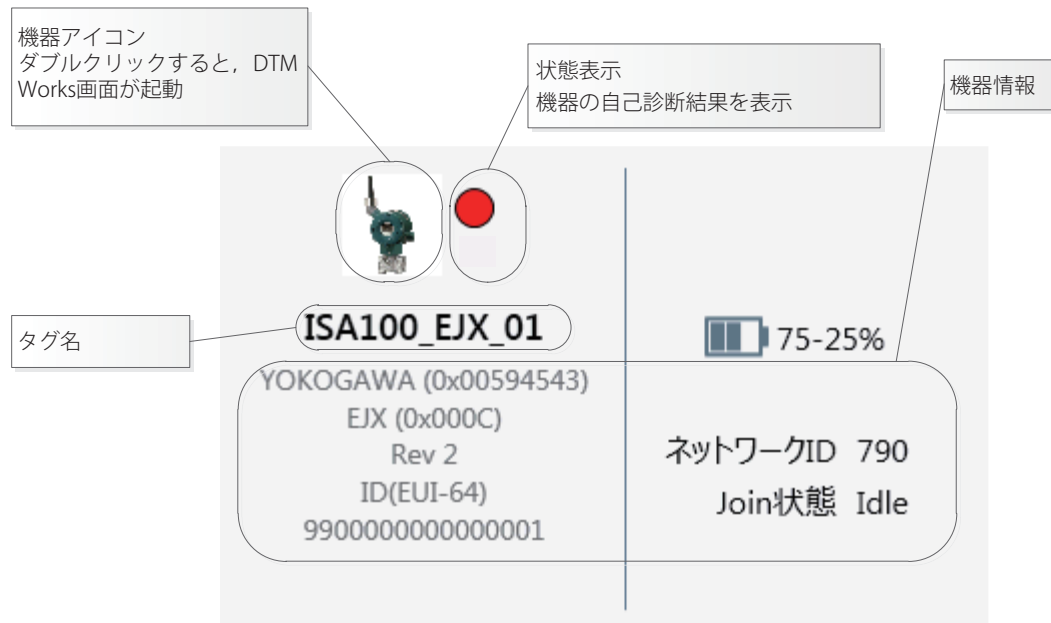 機器アイコン
ダブルクリックすると，DTM
Works画面が起動
状態表示
機器の自己診断結果を表示
機器情報
タグ名
ISA100_EJX_01
YOKOGAWA (0x00594543)
EJX (0x000C)
Rev 2
ID(EUI-64)
9900000000000001
75-25%
ネットワークID 790
Join状態 Idle